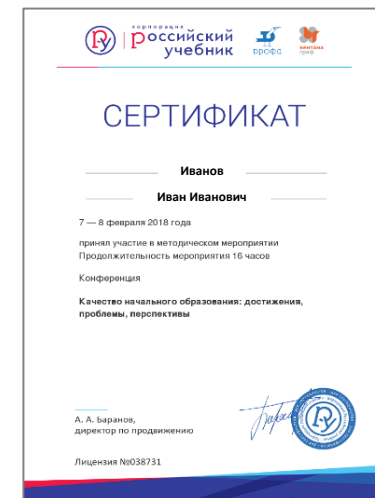 корпорация
российский
учебник
дрофа
вентана
граф
СЕРТИФИКАТ
Иванов
Иван Иванович
7 — 8 февраля 2018 года
принял участие в методическом мероприятии
Продолжительность мероприятия 16 часов
Конференция
Качество начального образования: достижения,
проблемы, перспективы
А. А. Баранов,
директор по продвижению
Лицензия №038731